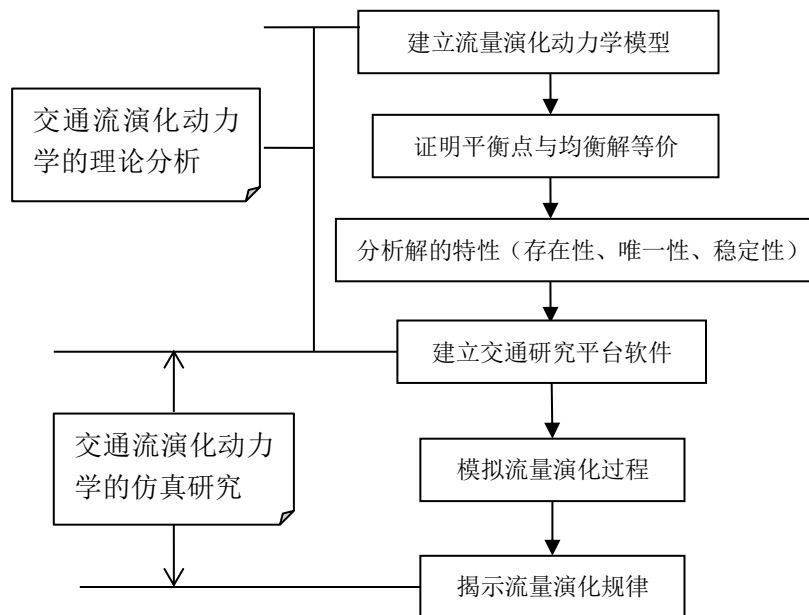 建立流量演化动力学模型
交通流演化动力
学的理论分析
证明平衡点与均衡解等价
分析解的特性（存在性、唯一性、稳定性）
建立交通研究平台软件
交通流演化动力
学的仿真研究
模拟流量演化过程
揭示流量演化规律